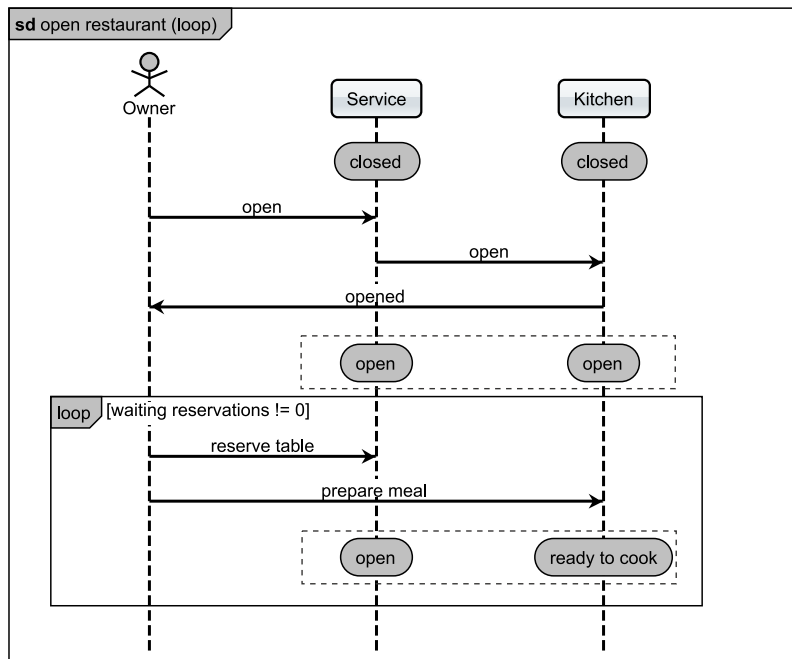 sd open restaurant (loop)
Owner
Service
Kitchen
closed
closed
open
open
opened
open
open
loop
[waiting reservations != 0]
reserve table
prepare meal
open
ready to cook